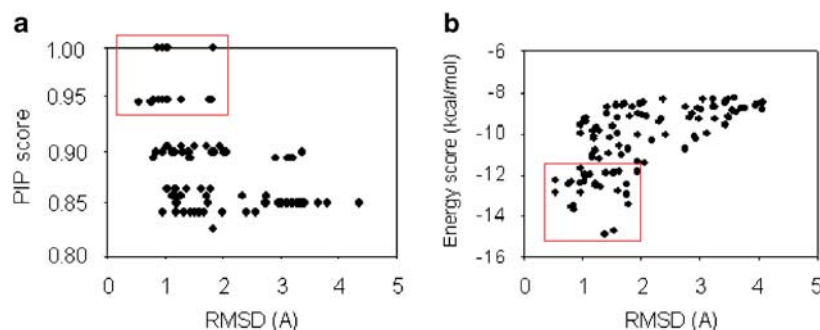 a
PIP score
1.00
0.95
0.90
0.85
0.80
0 1 2 3 4 5
RMSD (A)
b
Energy score (kcal/mol)
-6
-8
-10
-12
-14
-16
0 1 2 3 4 5
RMSD (A)